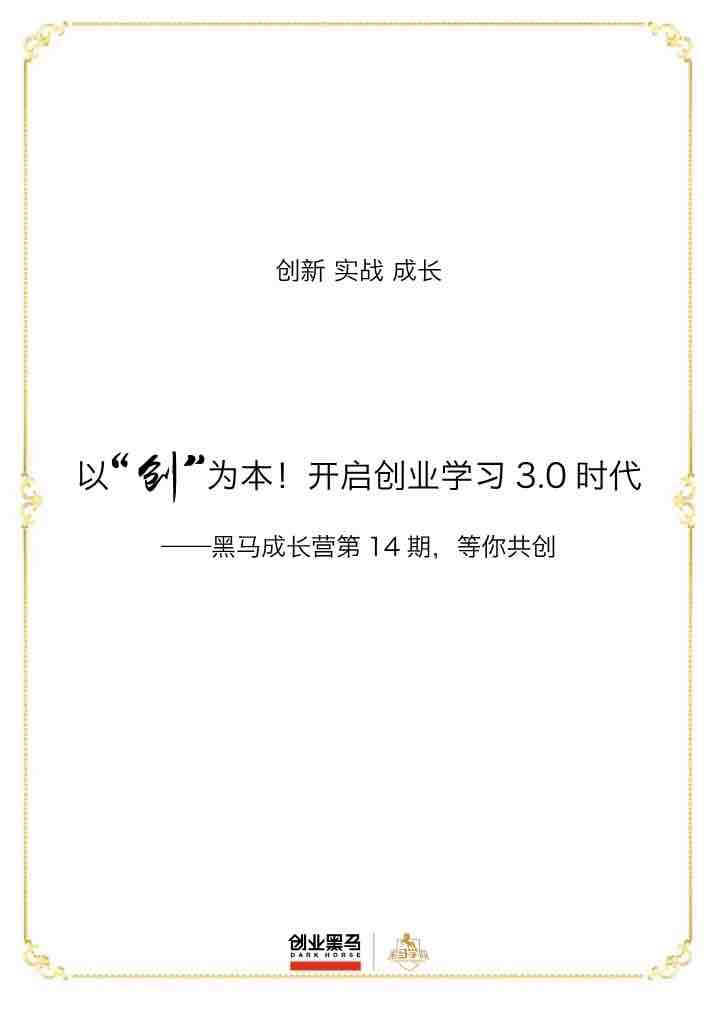 创新 实战 成长
以“创”为本！开启创业学习 3.0 时代
——黑马成长营第 14 期，等你共创
创业黑马
DARK HORSE
黑马学院